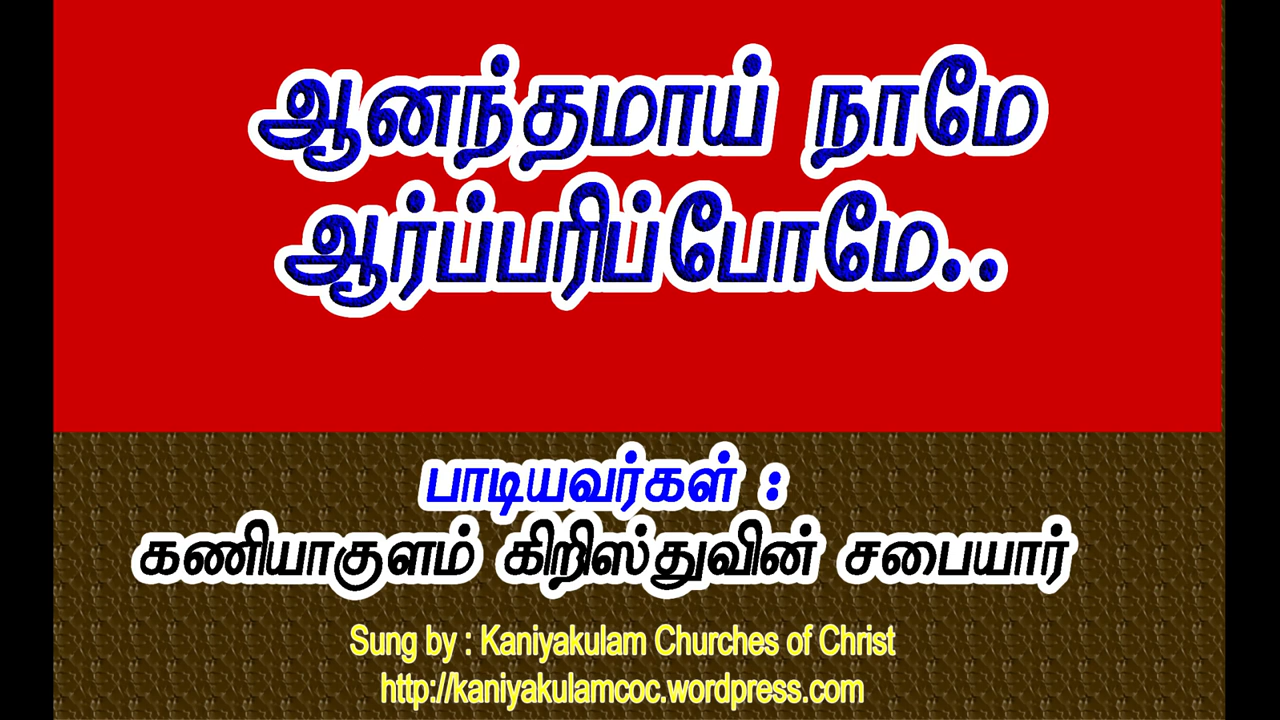 ஆனந்தமாய் நாமே
ஆர்ப்பரிப்போமே..
பாடியவர்கள் :
கணியாகுளம் கிறிஸ்துவின் சபையார்
Sung by : Kaniyakulam Churches of Christ
http://kaniyakulamcoc.wordpress.com